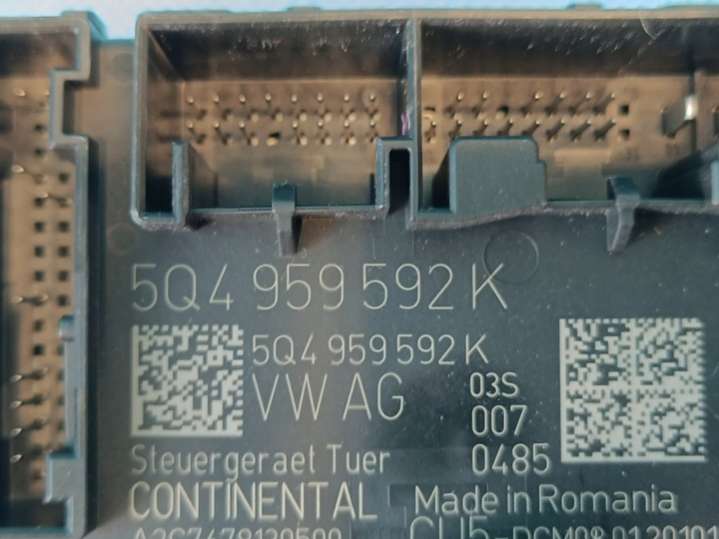 5Q4 959 592 K
5Q4 959 592 K
VW AG 03S
007
Steuergeraet Tuer 0485
CONTINENTAL Made in Romania